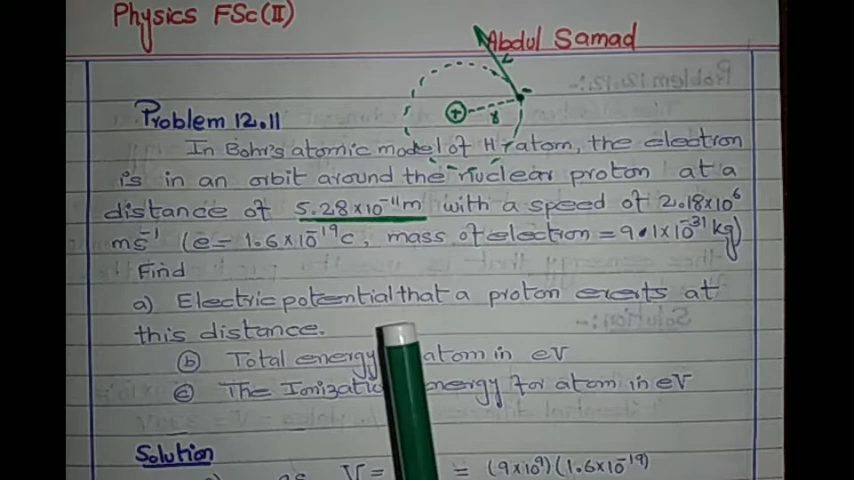 Physics FSc(II)
Abdul Samad
Problem 12.11
In Bohr's atomic model of H-atom, the electron
is in an orbit around the nuclear proton at a
distance of 5.28×10⁻¹¹m with a speed of 2.18×10⁶
ms⁻¹ (e = 1.6×10⁻¹⁹C, mass of electron = 9.1×10⁻³¹ kg)
Find
a) Electric potential that a proton exerts at
this distance.
(b) Total energy atom in eV
(c) The Ionizatio energy for atom in eV
Solution
as V = = (9×10⁹)(1.6×10⁻¹⁹)